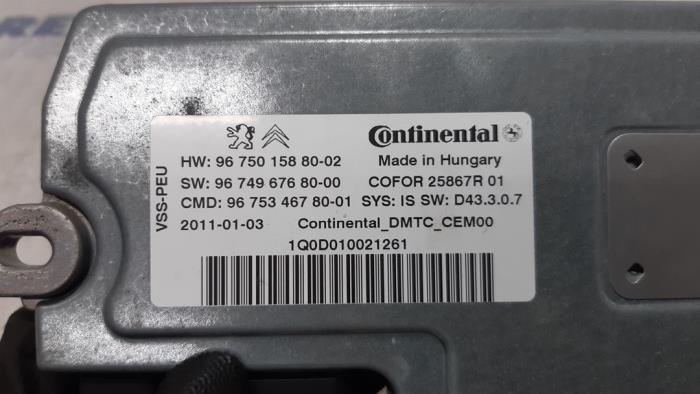 Continental
HW: 96 750 158 80-02
Made in Hungary
SW: 96 749 676 80-00
COFOR 25867R 01
CMD: 96 753 467 80-01
SYS: IS SW: D43.3.0.7
2011-01-03
Continental_DMTC_CEM00
1Q0D010021261
VSS-PEU